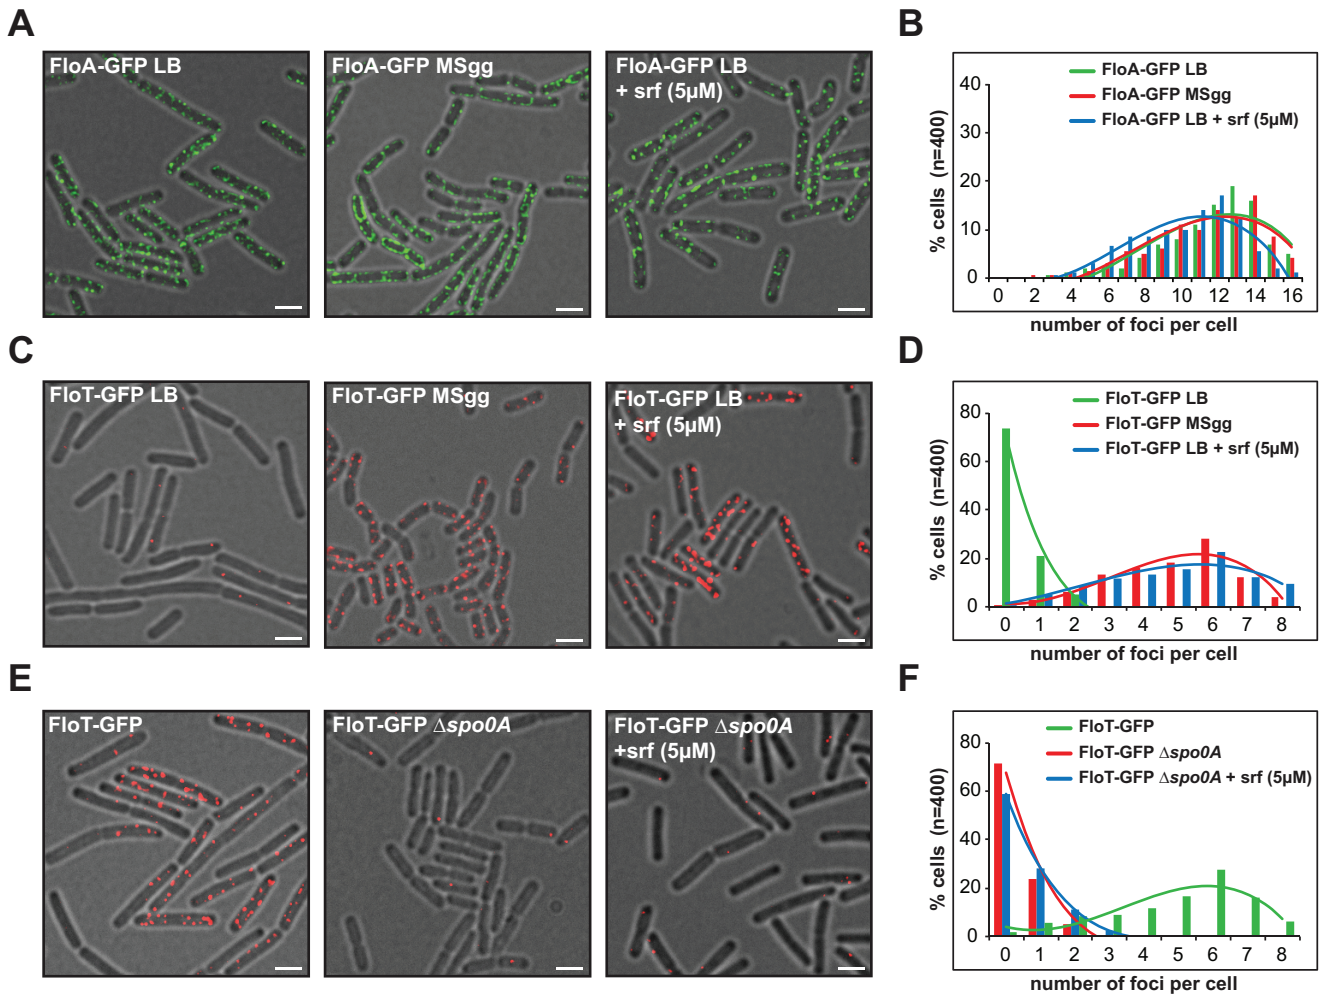 A
FloA-GFP LB
FloA-GFP MSgg
FloA-GFP LB
+ srf (5µM)
B
FloA-GFP LB
FloA-GFP MSgg
FloA-GFP LB + srf (5µM)
% cells (n=400)
40
30
20
10
0
0 2 4 6 8 10 12 14 16
number of foci per cell
C
FloT-GFP LB
FloT-GFP MSgg
FloT-GFP LB
+ srf (5µM)
D
FloT-GFP LB
FloT-GFP MSgg
FloT-GFP LB + srf (5µM)
% cells (n=400)
80
60
40
20
0
0 1 2 3 4 5 6 7 8
number of foci per cell
E
FloT-GFP
FloT-GFP ∆spo0A
FloT-GFP ∆spo0A
+srf (5µM)
F
FloT-GFP
FloT-GFP ∆spo0A
FloT-GFP ∆spo0A + srf (5µM)
% cells (n=400)
80
60
40
20
0
0 1 2 3 4 5 6 7 8
number of foci per cell